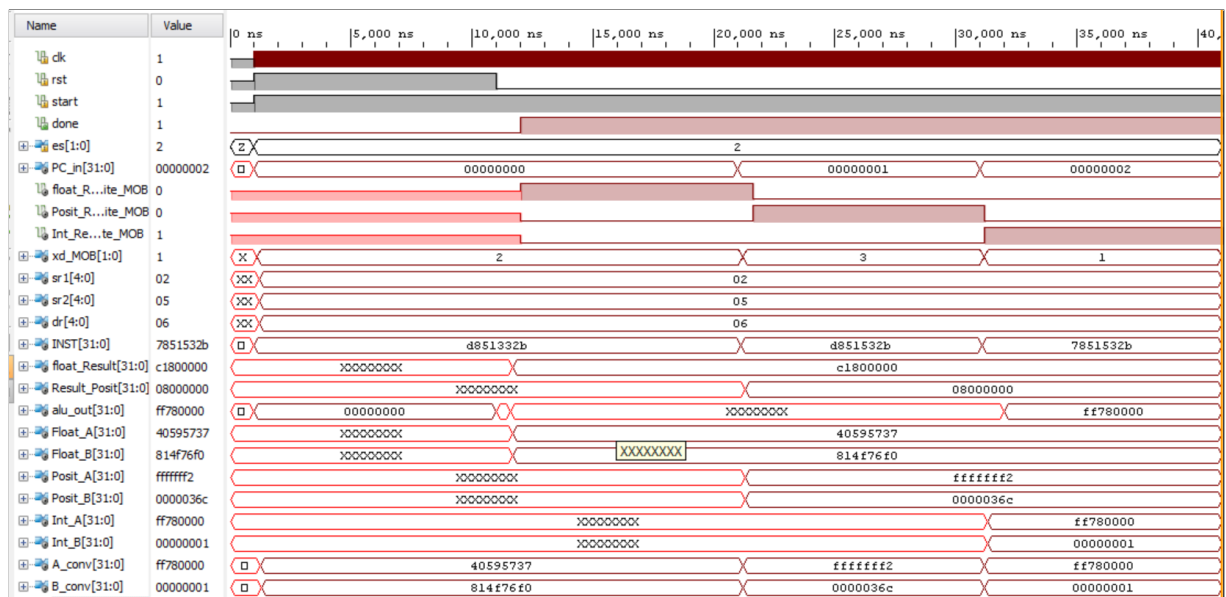 Name Value 0 ns 5,000 ns 10,000 ns 15,000 ns 20,000 ns 25,000 ns 30,000 ns 35,000 ns 40,
clk 1
rst 0
start 1
done 1
es[1:0] 2 Z 2
PC_in[31:0] 00000002 00000000 00000001 00000002
float_R...ite_MOB 0
Posit_R...ite_MOB 0
Int_Re...te_MOB 1
xd_MOB[1:0] 1 X 2 3 1
sr1[4:0] 02 XX 02
sr2[4:0] 05 XX 05
dr[4:0] 06 XX 06
INST[31:0] 7851532b d851332b d851532b 7851532b
float_Result[31:0] c1800000 XXXXXXXX c1800000
Result_Posit[31:0] 08000000 XXXXXXXX 08000000
alu_out[31:0] ff780000 00000000 XXXXXXXX ff780000
Float_A[31:0] 40595737 XXXXXXXX 40595737
Float_B[31:0] 814f76f0 XXXXXXXX XXXXXXXX 814f76f0
Posit_A[31:0] fffffff2 XXXXXXXX fffffff2
Posit_B[31:0] 0000036c XXXXXXXX 0000036c
Int_A[31:0] ff780000 XXXXXXXX ff780000
Int_B[31:0] 00000001 XXXXXXXX 00000001
A_conv[31:0] ff780000 40595737 fffffff2 ff780000
B_conv[31:0] 00000001 814f76f0 0000036c 00000001